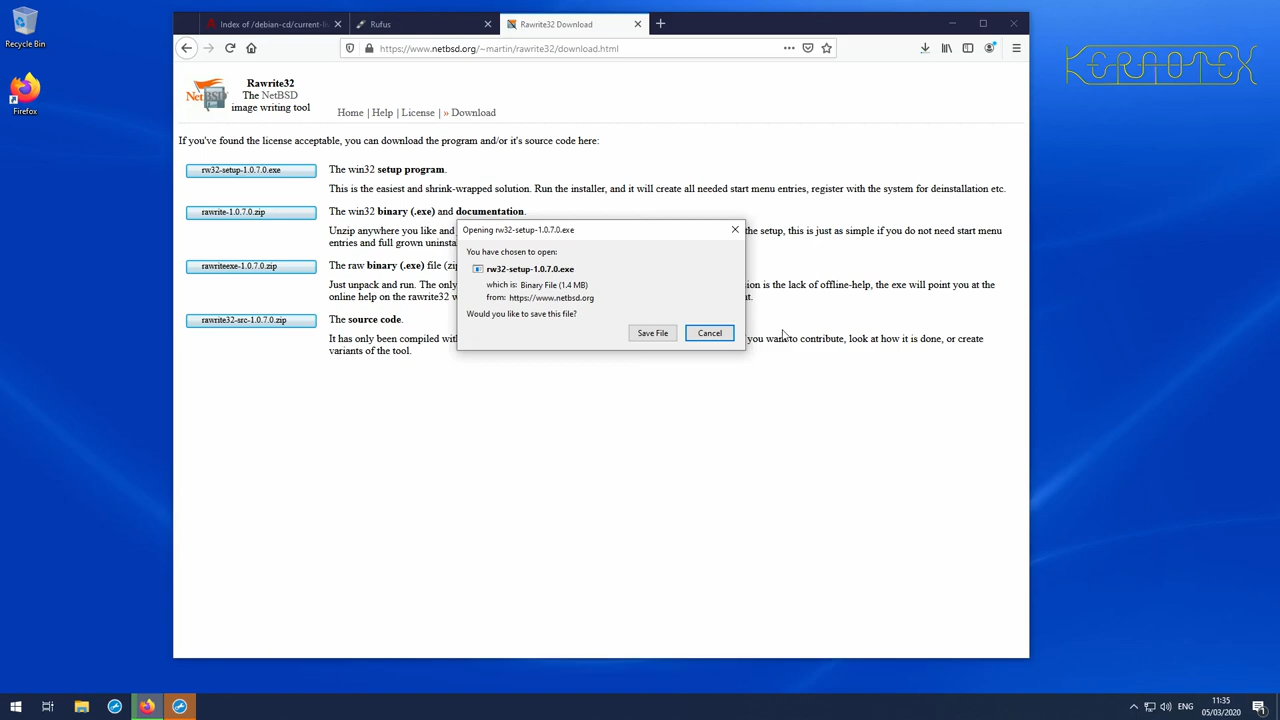 Recycle Bin
Firefox
Index of /debian-cd/current-li
Rufus
Rawrite32 Download
https://www.netbsd.org/~martin/rawrite32/download.html
KERAOTEX
NetBSD
Rawrite32
The NetBSD
image writing tool
Home | Help | License | » Download
If you've found the license acceptable, you can download the program and/or it's source code here:
rw32-setup-1.0.7.0.exe
The win32 setup program.
This is the easiest and shrink-wrapped solution. Run the installer, and it will create all needed start menu entries, register with the system for deinstallation etc.
rawrite-1.0.7.0.zip
The win32 binary (.exe) and documentation.
Unzip anywhere you like and
the setup, this is just as simple if you do not need start menu
entries and full grown uninsta
rawriteexe-1.0.7.0.zip
The raw binary (.exe) file (zi
Just unpack and run. The only
sion is the lack of offline-help, the exe will point you at the
online help on the rawrite32 w
rawrite32-src-1.0.7.0.zip
The source code.
It has only been compiled wit
you want to contribute, look at how it is done, or create
variants of the tool.
Opening rw32-setup-1.0.7.0.exe
You have chosen to open:
rw32-setup-1.0.7.0.exe
which is: Binary File (1.4 MB)
from: https://www.netbsd.org
Would you like to save this file?
Save File
Cancel
ENG
11:35
05/03/2020